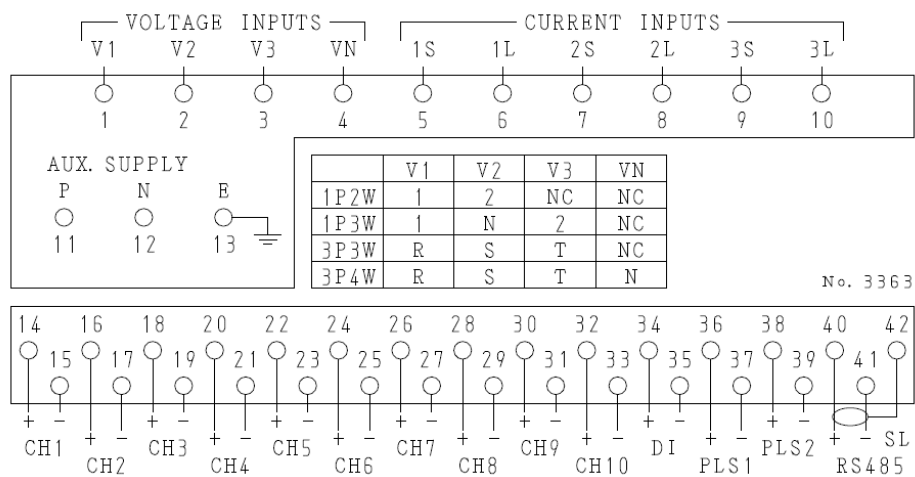 VOLTAGE INPUTS CURRENT INPUTS
V1 V2 V3 VN 1S 1L 2S 2L 3S 3L
1 2 3 4 5 6 7 8 9 10
AUX. SUPPLY
P N E
11 12 13
V1 V2 V3 VN
1P2W 1 2 NC NC
1P3W 1 N 2 NC
3P3W R S T NC
3P4W R S T N
No. 3363
14 16 18 20 22 24 26 28 30 32 34 36 38 40 42
15 17 19 21 23 25 27 29 31 33 35 37 39 41
+ − + − + − + − + − + −
CH1 CH3 CH5 CH7 CH9 DI PLS2 SL
+ − + − + − + − + − + − + −
CH2 CH4 CH6 CH8 CH10 PLS1 RS485